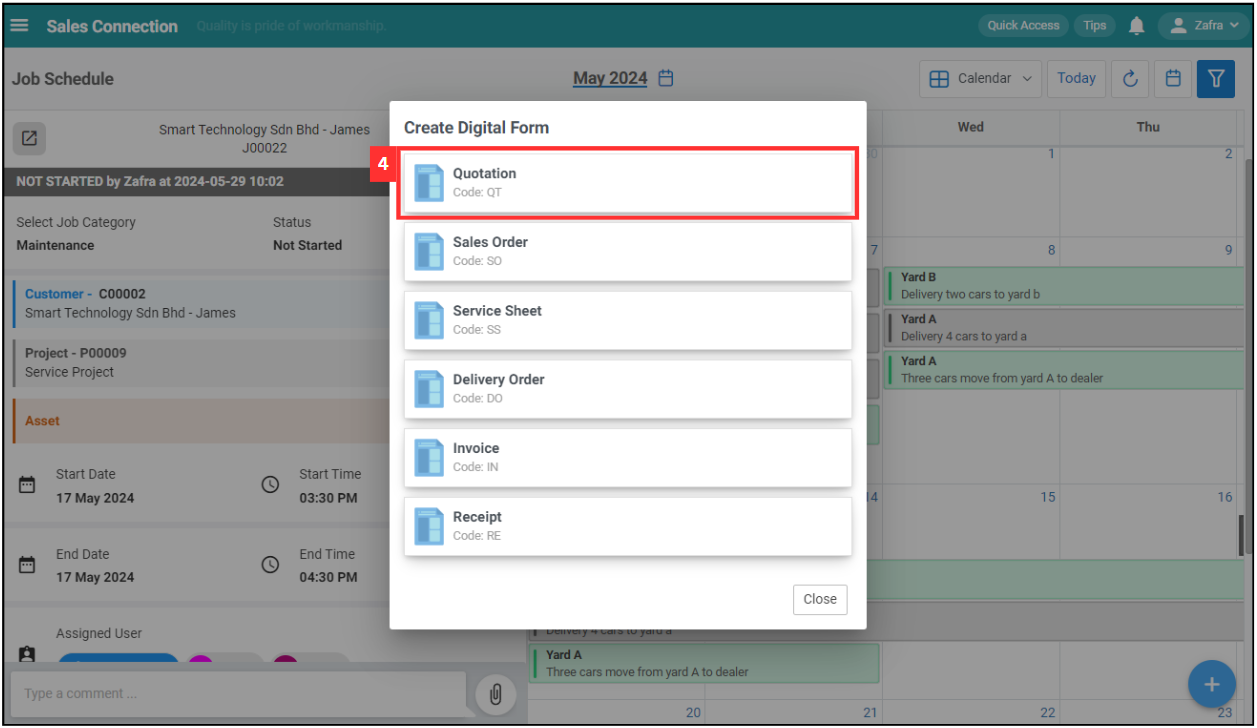 Sales Connection
Quality is pride of workmanship.
Quick Access
Tips
Zafra
Job Schedule
May 2024
Calendar
Today
Smart Technology Sdn Bhd - James
J00022
NOT STARTED by Zafra at 2024-05-29 10:02
Select Job Category
Status
Maintenance
Not Started
Customer - C00002
Smart Technology Sdn Bhd - James
Project - P00009
Service Project
Asset
Start Date
Start Time
17 May 2024
03:30 PM
End Date
End Time
17 May 2024
04:30 PM
Assigned User
Type a comment ...
Create Digital Form
4
Quotation
Code: QT
Sales Order
Code: SO
Service Sheet
Code: SS
Delivery Order
Code: DO
Invoice
Code: IN
Receipt
Code: RE
Close
Wed
Thu
1
2
7
8
9
Yard B
Delivery two cars to yard b
Yard A
Delivery 4 cars to yard a
Yard A
Three cars move from yard A to dealer
14
15
16
Delivery 4 cars to yard a
Yard A
Three cars move from yard A to dealer
20
21
22
23